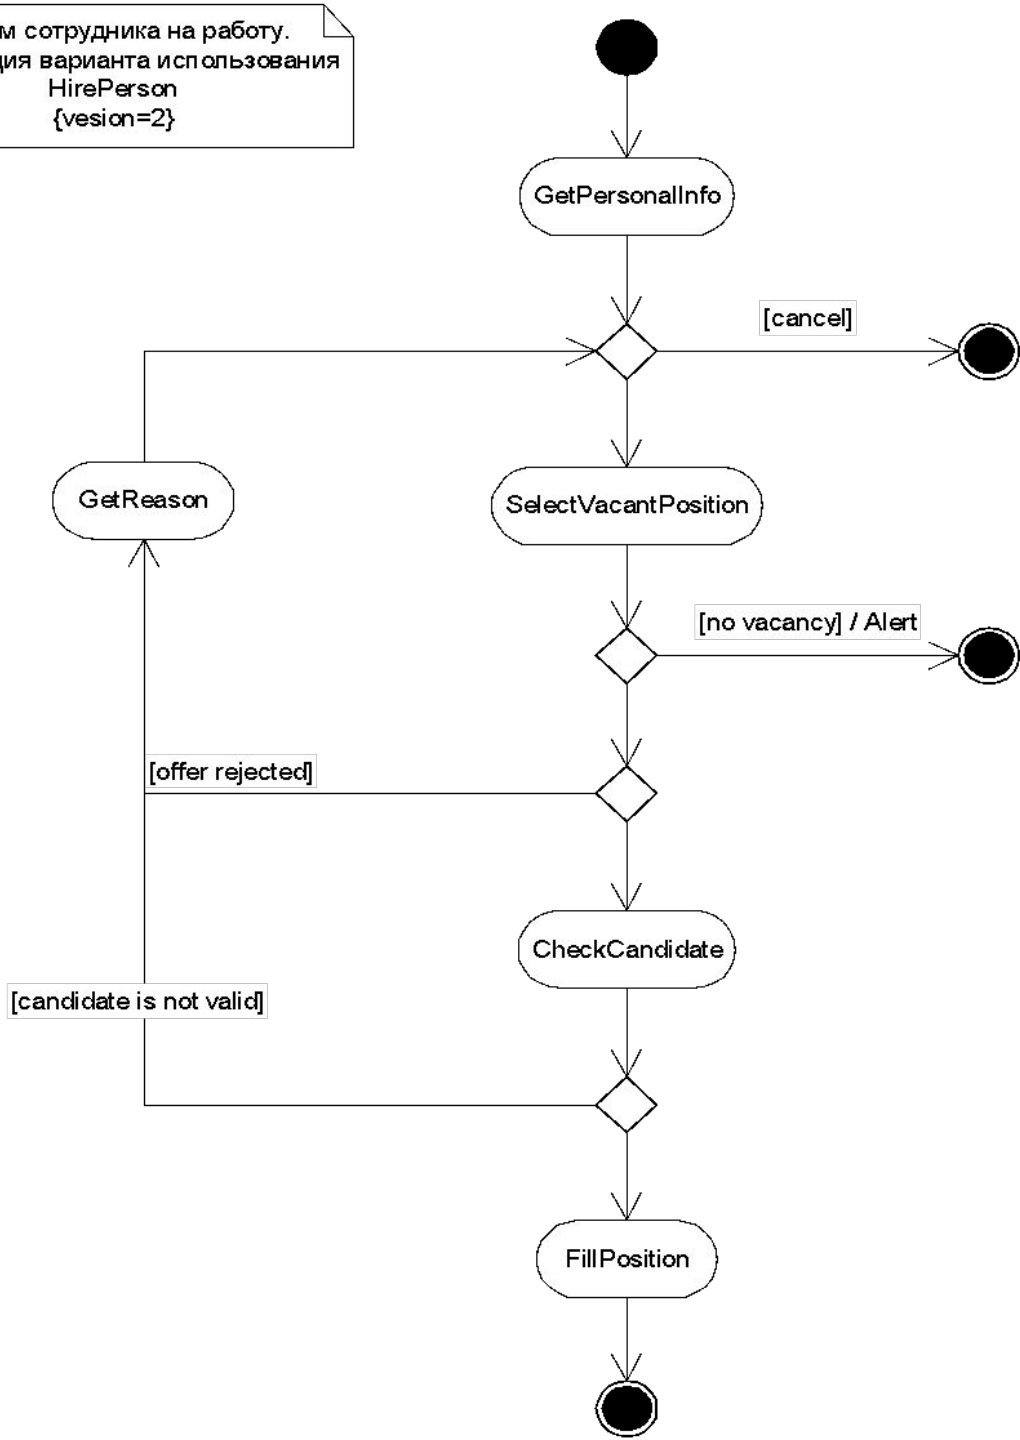 сотрудника на работу.
варианта использования
HirePerson
{vesion=2}
GetPersonalInfo
[cancel]
GetReason
SelectVacantPosition
[no vacancy] / Alert
[offer rejected]
CheckCandidate
[candidate is not valid]
FillPosition